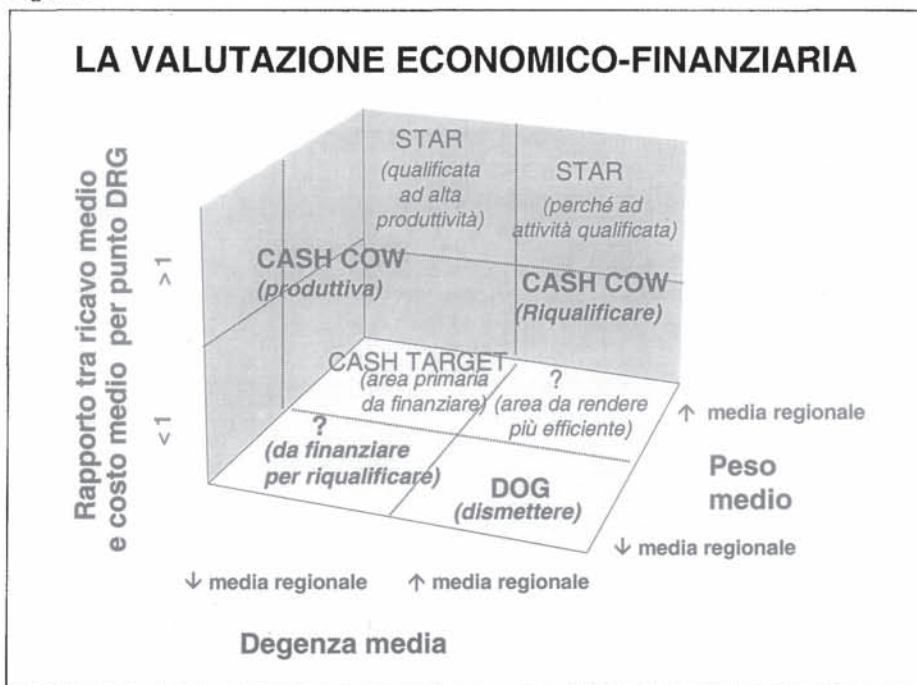 LA VALUTAZIONE ECONOMICO-FINANZIARIA
Rapporto tra ricavo medio
e costo medio per punto DRG
> 1
< 1
STAR
(qualificata
ad alta
produttività)
STAR
(perché ad
attività qualificata)
CASH COW
(produttiva)
CASH COW
(Riqualificare)
CASH TARGET
(area primaria
da finanziare)
?
(area da rendere
più efficiente)
?
(da finanziare
per riqualificare)
DOG
(dismettere)
↑ media regionale
Peso
medio
↓ media regionale
↓ media regionale
↑ media regionale
Degenza media